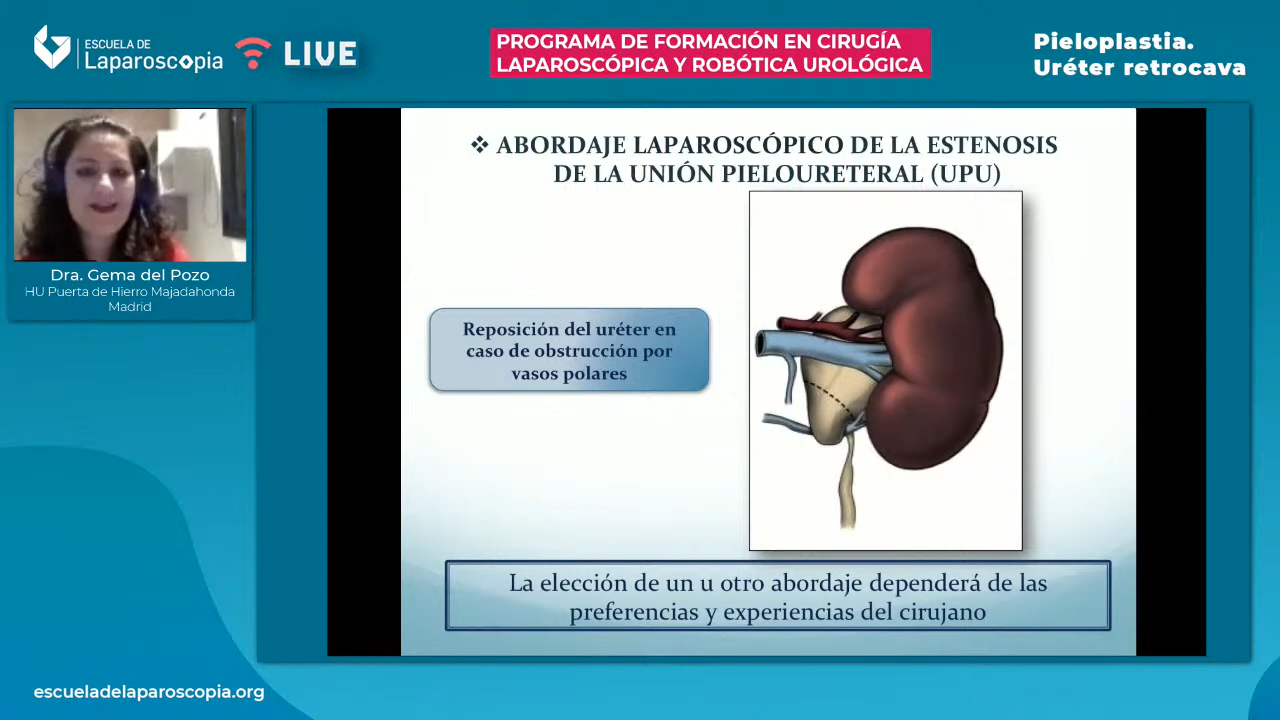 ESCUELA DE
Laparoscopia
LIVE
PROGRAMA DE FORMACIÓN EN CIRUGÍA
LAPAROSCÓPICA Y ROBÓTICA UROLÓGICA
Pieloplastia.
Uréter retrocava
Dra. Gema del Pozo
HU Puerta de Hierro Majadahonda
Madrid
❖ ABORDAJE LAPAROSCÓPICO DE LA ESTENOSIS
DE LA UNIÓN PIELOURETERAL (UPU)
Reposición del uréter en
caso de obstrucción por
vasos polares
La elección de un u otro abordaje dependerá de las
preferencias y experiencias del cirujano
escueladelaparoscopia.org